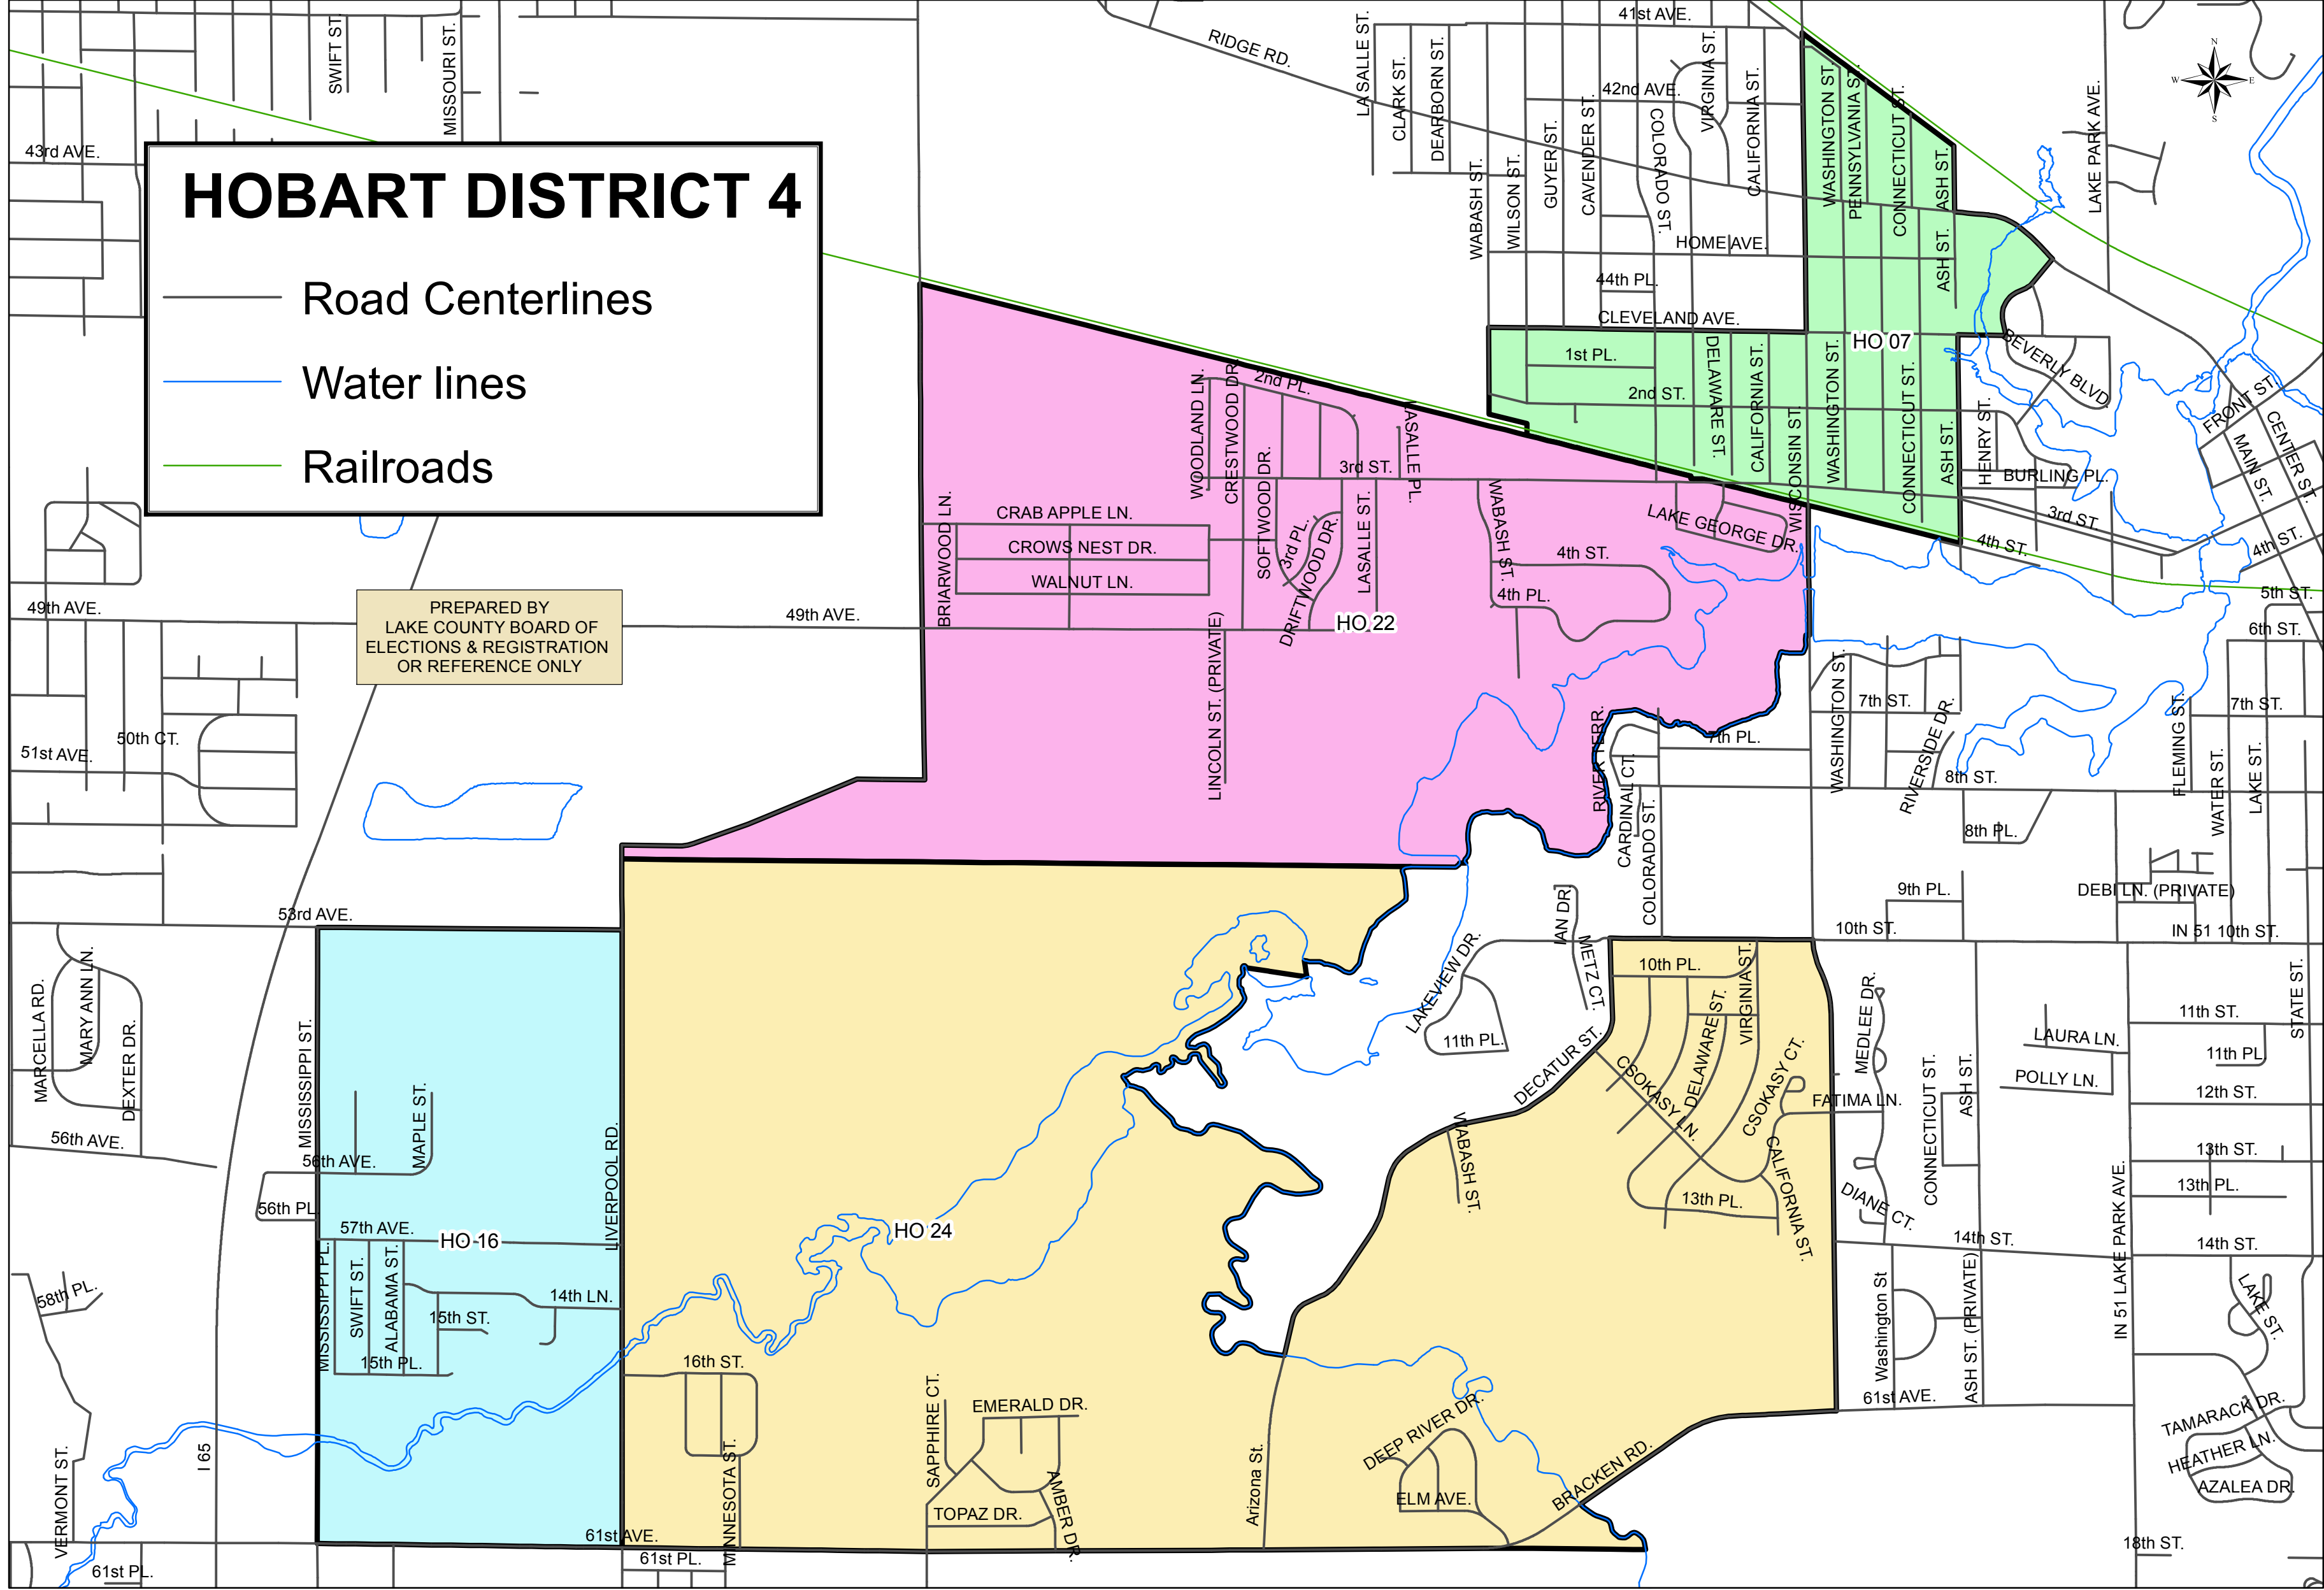 HOBART DISTRICT 4
Road Centerlines
Water lines
Railroads
PREPARED BY
LAKE COUNTY BOARD OF
ELECTIONS & REGISTRATION
OR REFERENCE ONLY
N
W
E
S
SWIFT ST.
MISSOURI ST.
43rd AVE.
RIDGE RD.
LA SALLE ST.
CLARK ST.
DEARBORN ST.
41st AVE.
42nd AVE.
VIRGINIA ST.
CALIFORNIA ST.
COLORADO ST.
CAVENDER ST.
GUYER ST.
WILSON ST.
WABASH ST.
HOME AVE.
44th PL.
CLEVELAND AVE.
WASHINGTON ST.
PENNSYLVANIA ST.
CONNECTICUT ST.
ASH ST.
ASH ST.
LAKE PARK AVE.
HO 07
1st PL.
2nd ST.
DELAWARE ST.
CALIFORNIA ST.
WISCONSIN ST.
WASHINGTON ST.
CONNECTICUT ST.
ASH ST.
HENRY ST.
BEVERLY BLVD.
BURLING PL.
3rd ST.
4th ST.
FRONT ST.
CENTER ST.
MAIN ST.
4th ST.
5th ST.
6th ST.
7th ST.
WOODLAND LN.
CRESTWOOD DR.
2nd PL.
SOFTWOOD DR.
3rd ST.
LASALLE PL.
LASALLE ST.
3rd PL.
DRIFTWOOD DR.
WABASH ST.
LAKE GEORGE DR.
4th ST.
4th PL.
BRIARWOOD LN.
CRAB APPLE LN.
CROWS NEST DR.
WALNUT LN.
49th AVE.
49th AVE.
HO 22
LINCOLN ST. (PRIVATE)
50th CT.
51st AVE.
RIVER TERR.
CARDINAL CT.
COLORADO ST.
7th PL.
WASHINGTON ST.
7th ST.
RIVERSIDE DR.
8th ST.
8th PL.
FLEMING ST.
WATER ST.
LAKE ST.
9th PL.
DEBI LN. (PRIVATE)
10th ST.
IN 51 10th ST.
53rd AVE.
MARCELLA RD.
MARY ANN LN.
DEXTER DR.
MISSISSIPPI ST.
56th AVE.
56th AVE.
56th PL.
MAPLE ST.
LIVERPOOL RD.
57th AVE.
HO 16
MISSISSIPPI PL.
SWIFT ST.
ALABAMA ST.
14th LN.
15th ST.
15th PL.
58th PL.
I 65
VERMONT ST.
61st PL.
61st AVE.
61st PL.
HO 24
16th ST.
MINNESOTA ST.
SAPPHIRE CT.
EMERALD DR.
TOPAZ DR.
AMBER DR.
Arizona St.
DEEP RIVER DR.
ELM AVE.
BRACKEN RD.
LAKEVIEW DR.
IAN DR.
METZ CT.
11th PL.
DECATUR ST.
WABASH ST.
10th PL.
VIRGINIA ST.
DELAWARE ST.
CSOKASY LN.
CSOKASY CT.
CALIFORNIA ST.
13th PL.
FATIMA LN.
MEDLEE DR.
DIANE CT.
CONNECTICUT ST.
ASH ST.
LAURA LN.
POLLY LN.
11th ST.
11th PL.
12th ST.
13th ST.
13th PL.
14th ST.
14th ST.
STATE ST.
IN 51 LAKE PARK AVE.
Washington St
ASH ST. (PRIVATE)
61st AVE.
LAKE ST.
TAMARACK DR.
HEATHER LN.
AZALEA DR.
18th ST.